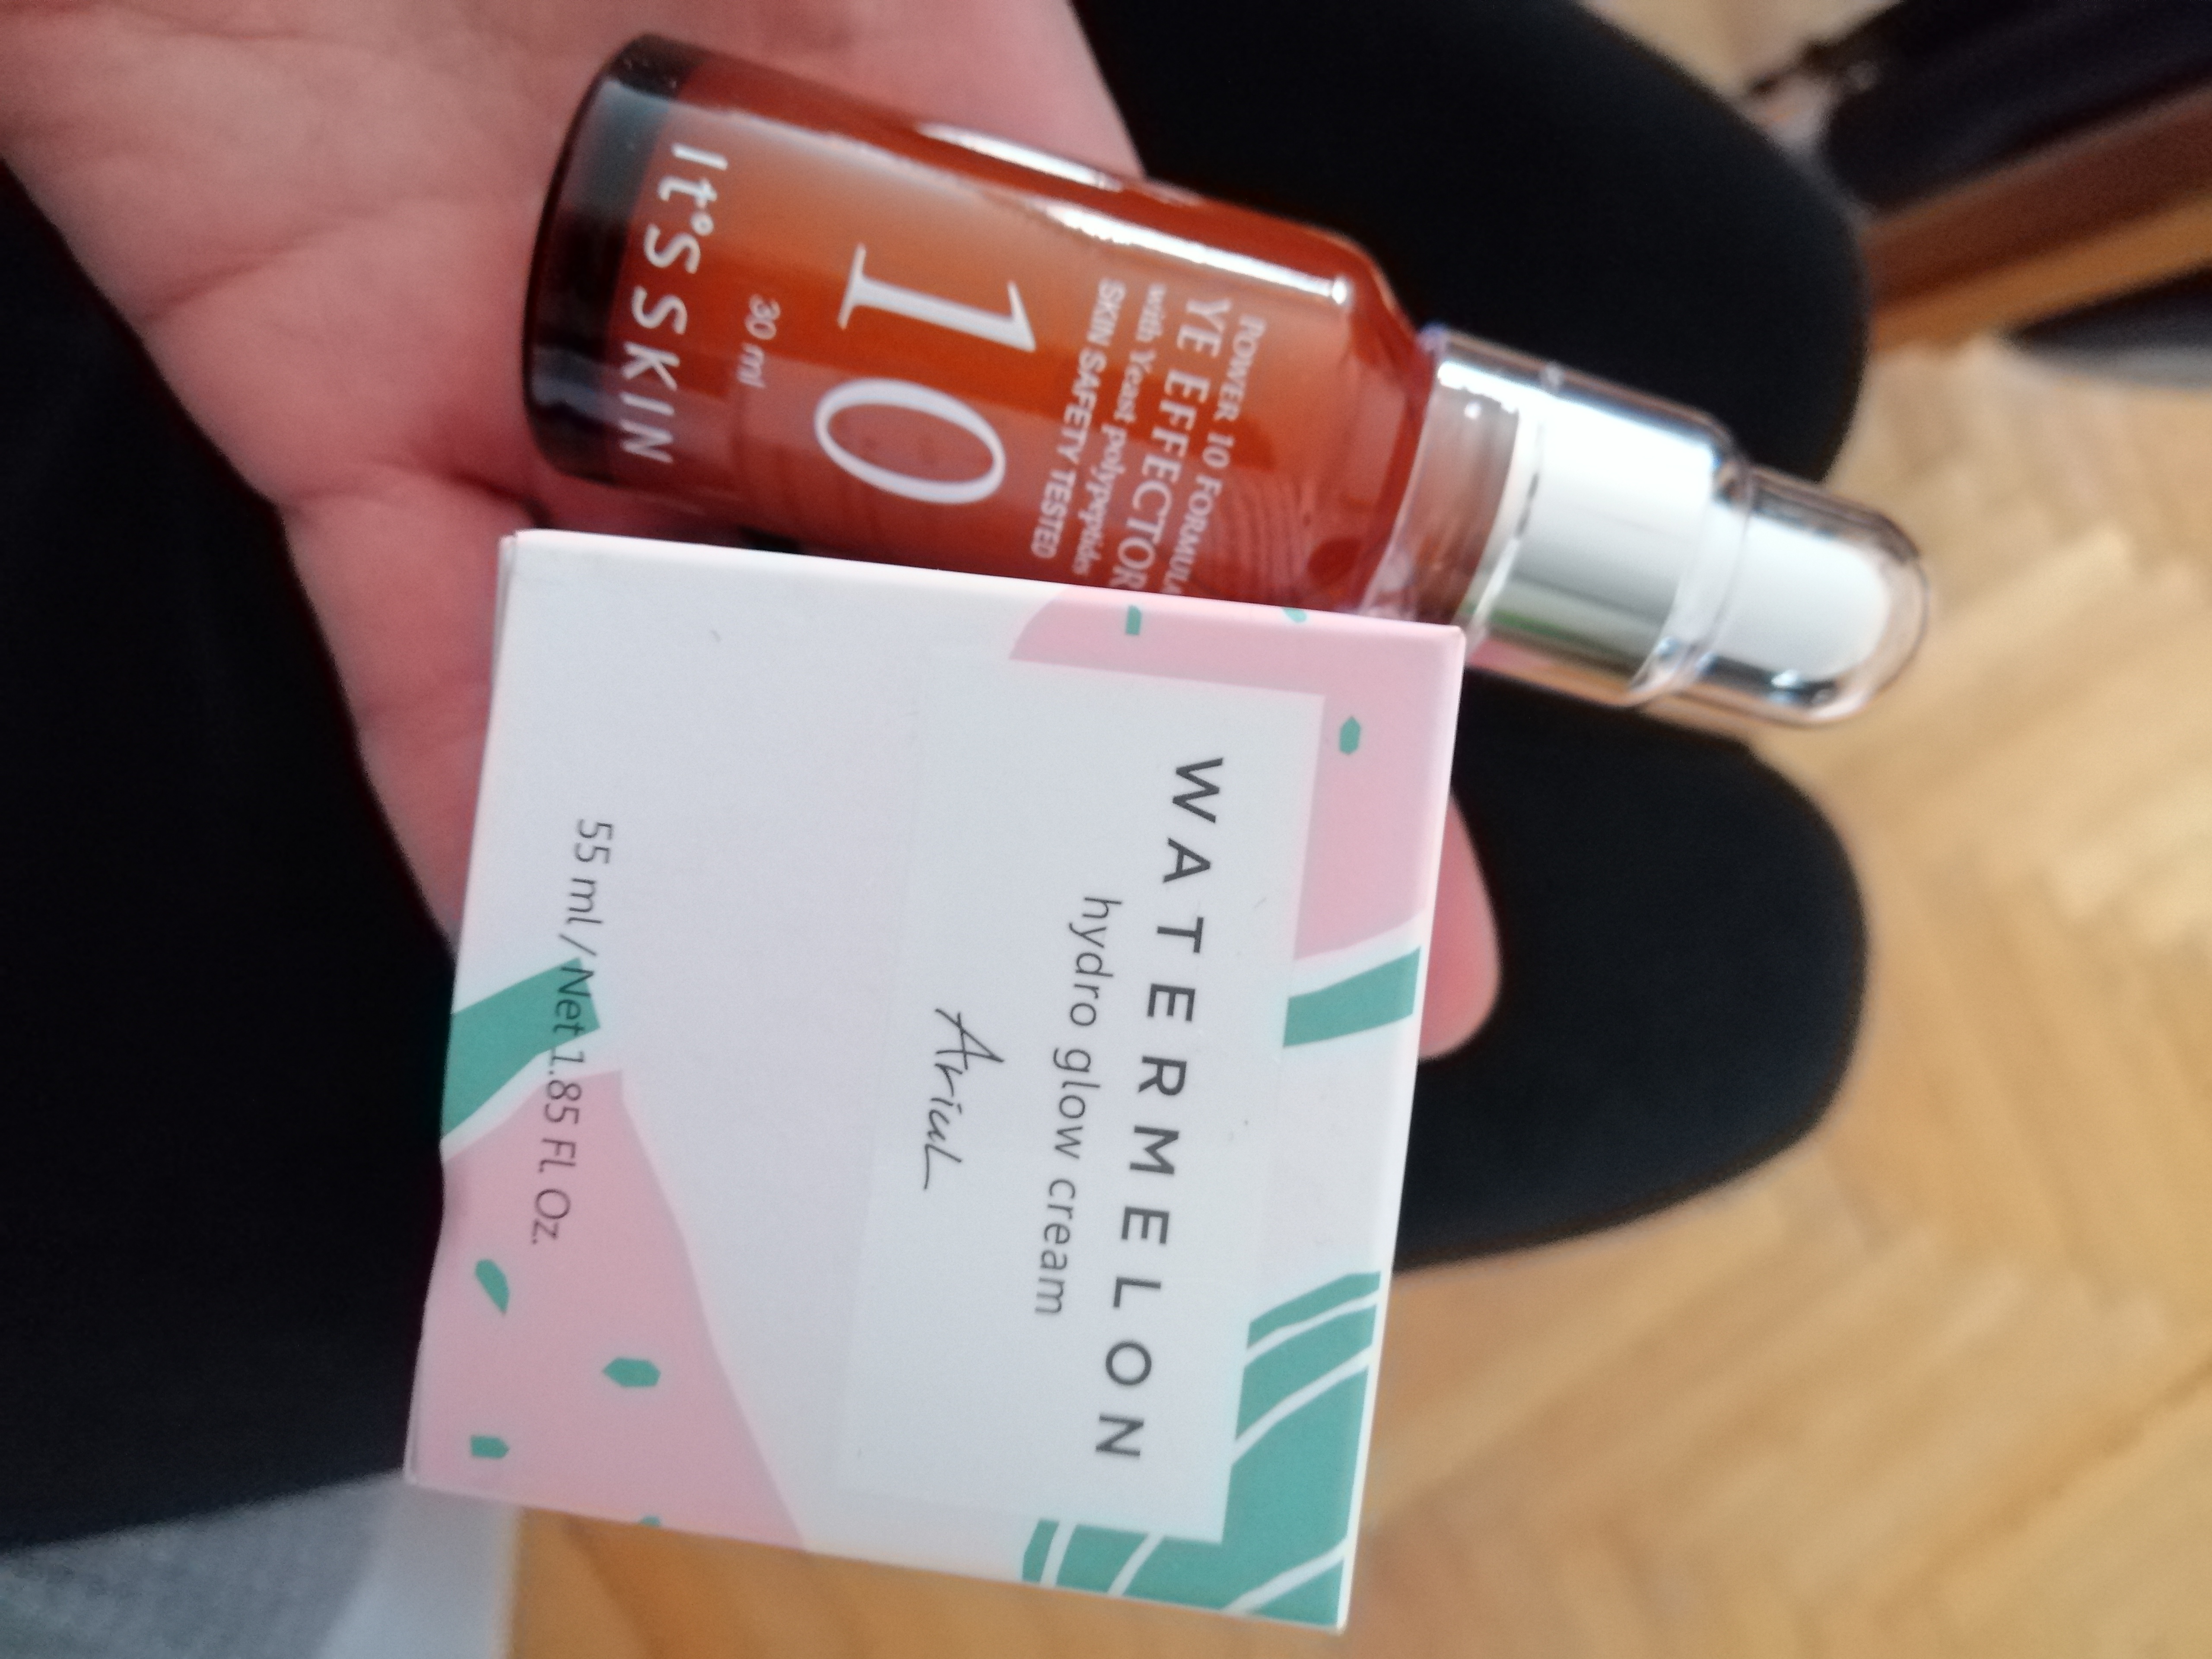 POWER 10 FORMULA
YE EFFECTOR
with Yeast polypeptides
SKIN SAFETY TESTED
10
30 ml
It'S SKIN
WATERMELON
hydro glow cream
Ariul
55 ml / Net 1.85 Fl. Oz.